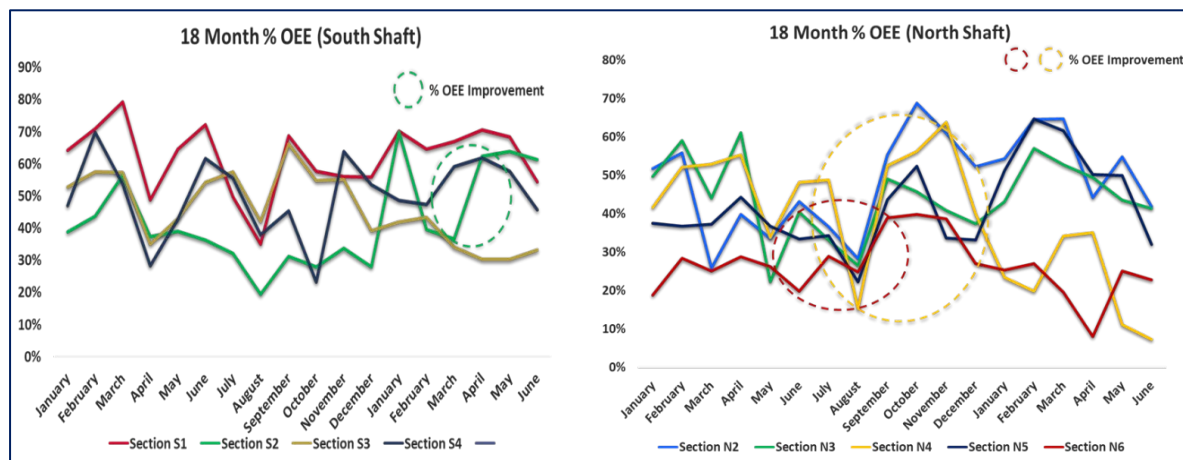 18 Month % OEE (South Shaft)
90%
80%
70%
60%
50%
40%
30%
20%
10%
0%
% OEE Improvement
January
February
March
April
May
June
July
August
September
October
November
December
January
February
March
April
May
June
Section S1
Section S2
Section S3
Section S4
18 Month % OEE (North Shaft)
80%
70%
60%
50%
40%
30%
20%
10%
0%
% OEE Improvement
January
February
March
April
May
June
July
August
September
October
November
December
January
February
March
April
May
June
Section N2
Section N3
Section N4
Section N5
Section N6